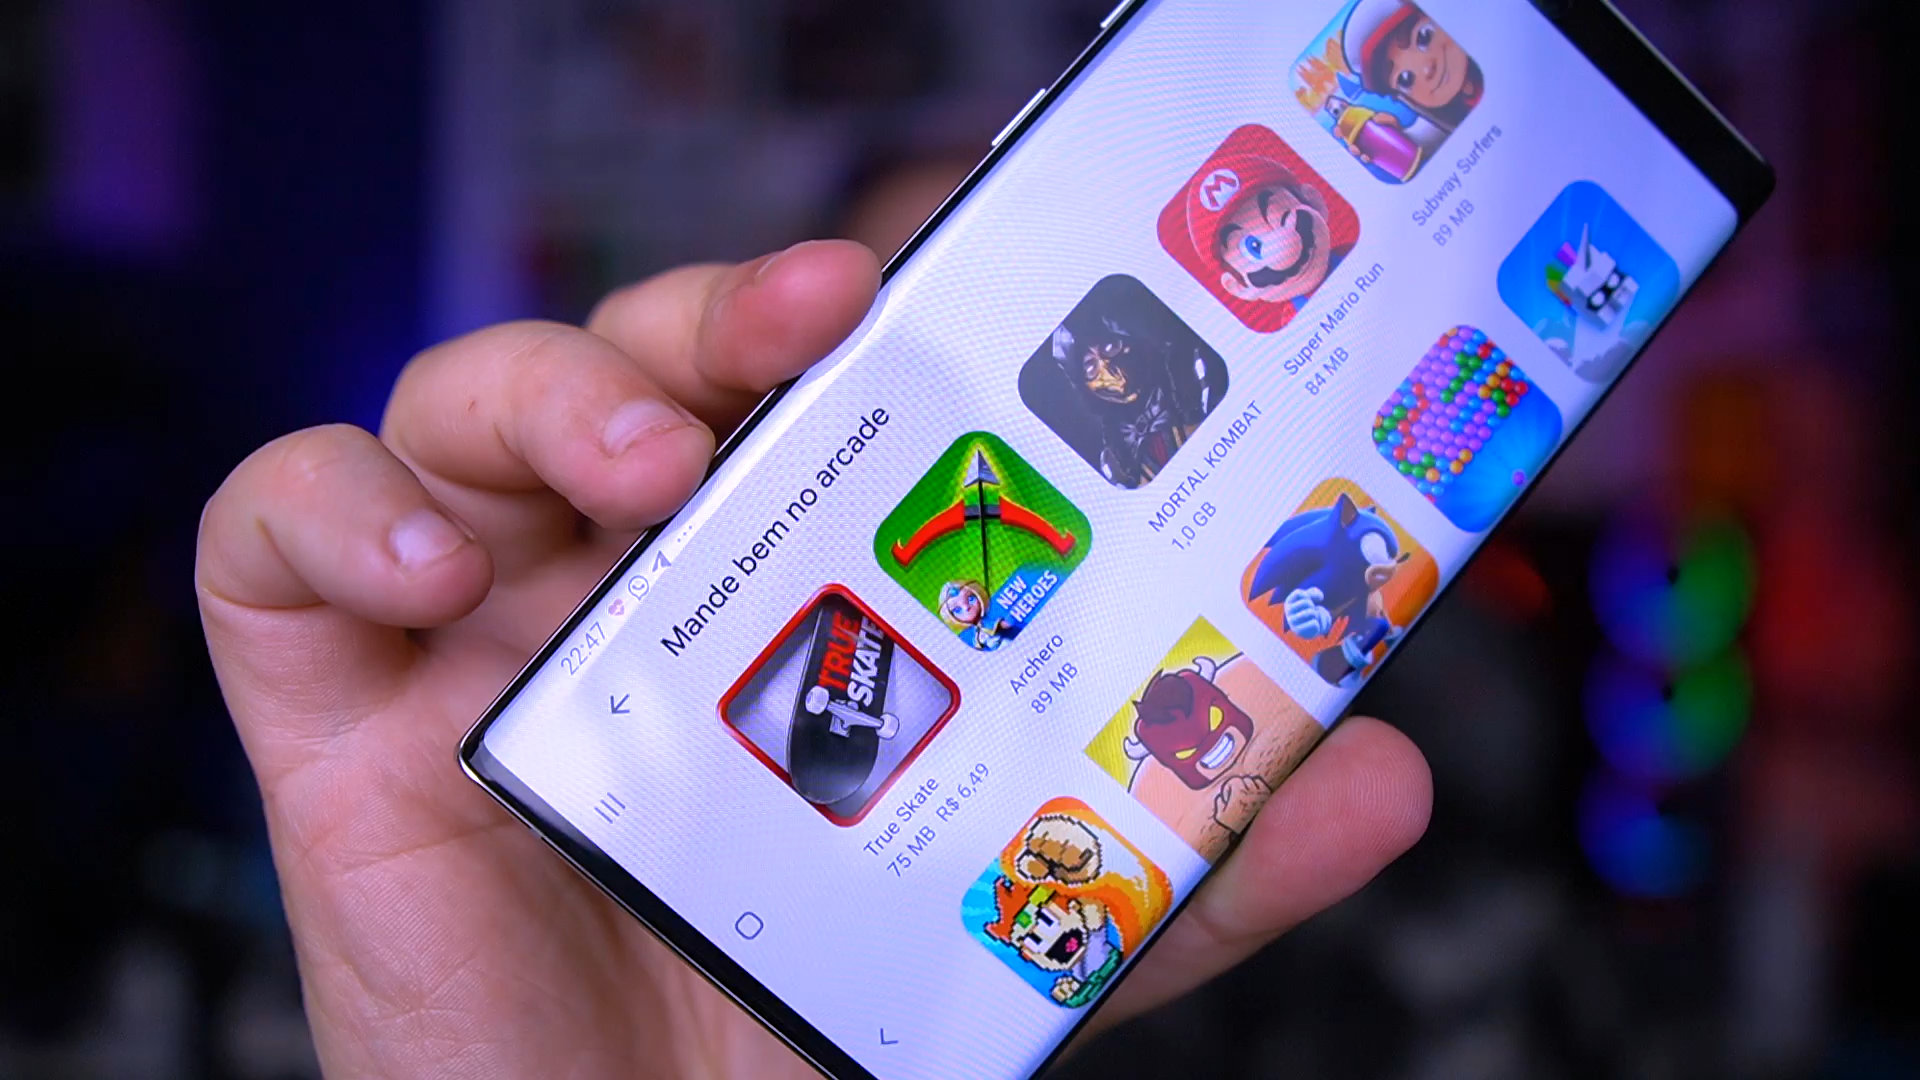 22:47
Mande bem no arcade
TRUE
SKATE
True Skate
75 MB R$ 6,49
NEW
HEROES
Archero
89 MB
MORTAL KOMBAT
1,0 GB
M
Super Mario Run
84 MB
Subway Surfers
89 MB